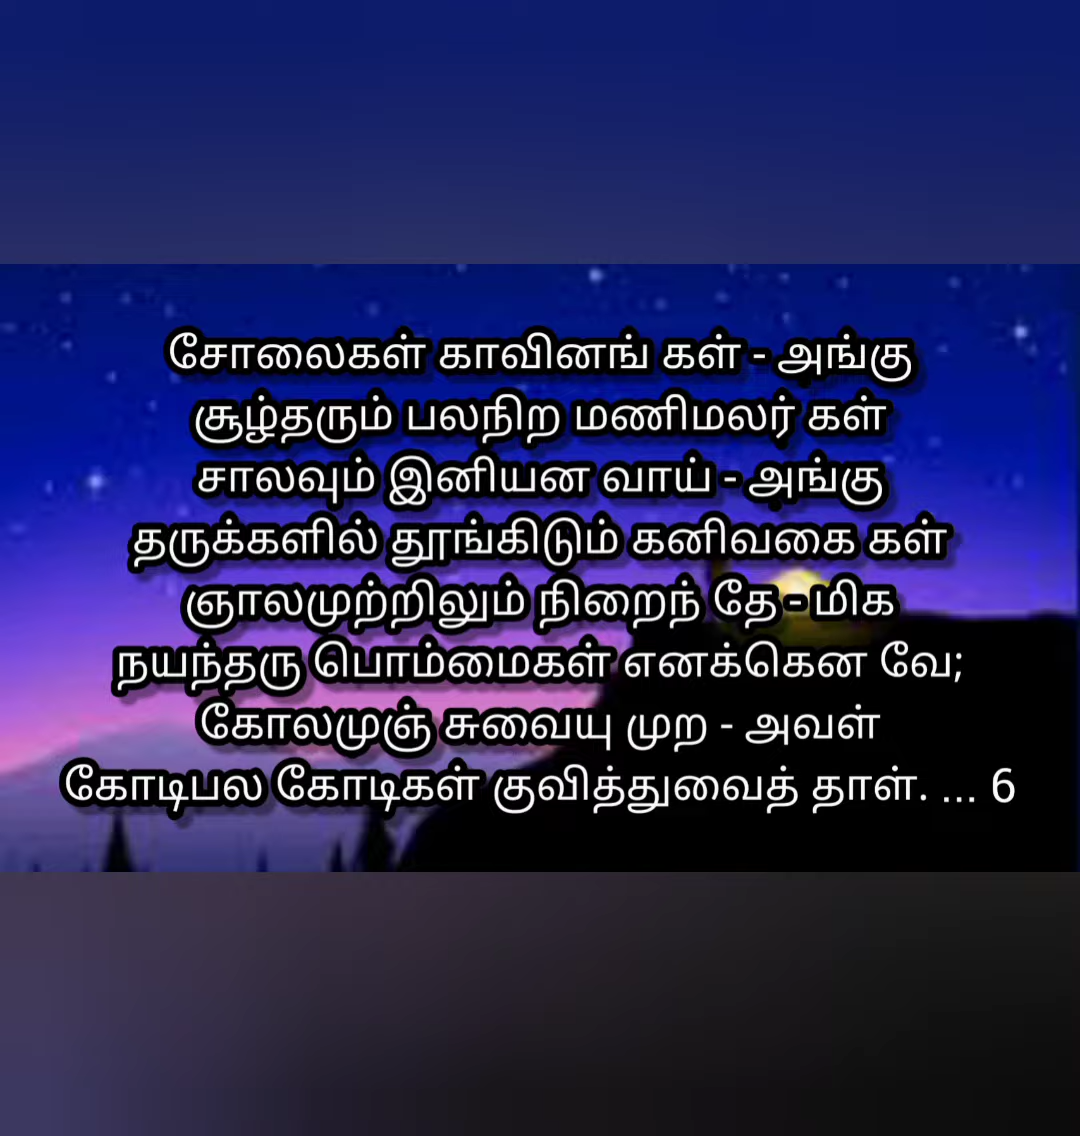 சோலைகள் காவினங் கள் - அங்கு
சூழ்தரும் பலநிற மணிமலர் கள்
சாலவும் இனியன வாய் - அங்கு
தருக்களில் தூங்கிடும் கனிவகை கள்
ஞாலமுற்றிலும் நிறைந் தே - மிக
நயந்தரு பொம்மைகள் எனக்கென வே;
கோலமுஞ் சுவையு முற - அவள்
கோடிபல கோடிகள் குவித்துவைத் தாள். ... 6